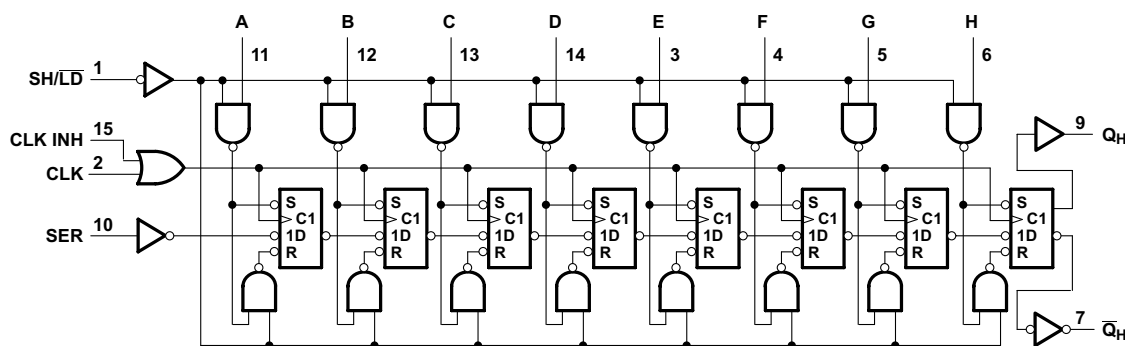 A B C D E F G H
11 12 13 14 3 4 5 6
SH/LD 1
CLK INH 15
CLK 2
9 QH
S S S S S S S S
C1 C1 C1 C1 C1 C1 C1 C1
SER 10
1D 1D 1D 1D 1D 1D 1D 1D
R R R R R R R R
7 QH